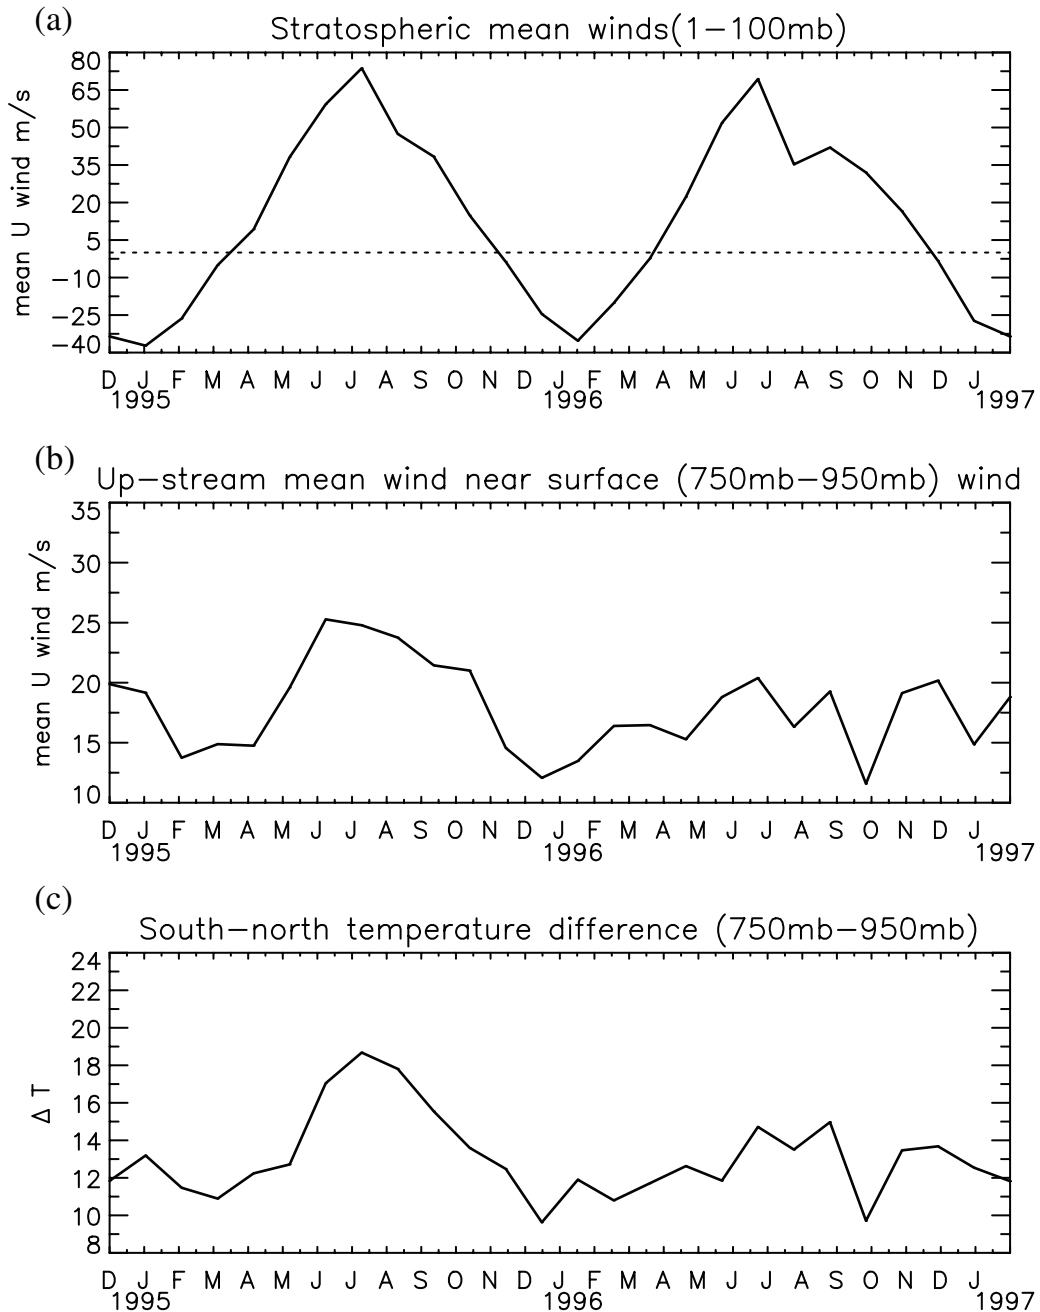 (a)
Stratospheric mean winds(1−100mb)
mean U wind m/s
80
65
50
35
20
5
−10
−25
−40
D J F M A M J J A S O N D J F M A M J J A S O N D J
1995 1996 1997
(b)
Up−stream mean wind near surface (750mb−950mb) wind
mean U wind m/s
35
30
25
20
15
10
D J F M A M J J A S O N D J F M A M J J A S O N D J
1995 1996 1997
(c)
South−north temperature difference (750mb−950mb)
Δ T
24
22
20
18
16
14
12
10
8
D J F M A M J J A S O N D J F M A M J J A S O N D J
1995 1996 1997